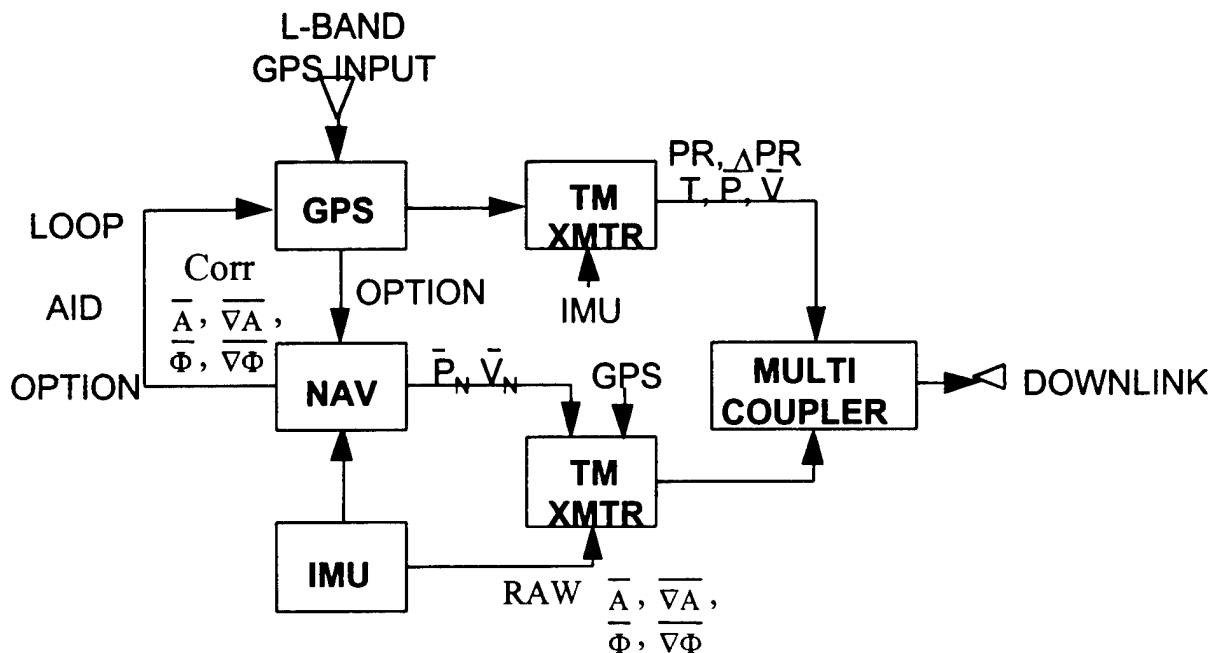 L-BAND
GPS INPUT
GPS
TM
XMTR
PR, ΔPR
T, P̄, V̄
LOOP
AID
OPTION
Corr
A̅, ∇̅A̅,
Φ̅, ∇̅Φ̅
OPTION
IMU
NAV
P̄N V̄N
GPS
TM
XMTR
MULTI
COUPLER
DOWNLINK
IMU
RAW
A̅, ∇̅A̅,
Φ̅, ∇̅Φ̅